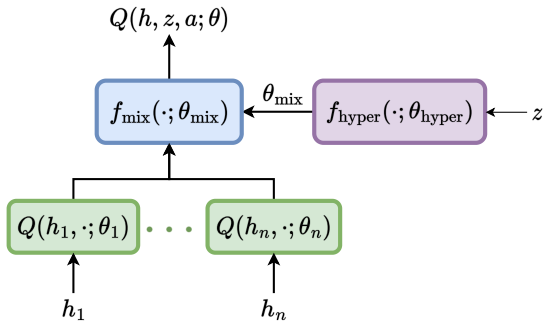 Q(h, z, a; θ)
θ_mix
f_mix(·; θ_mix)
f_hyper(·; θ_hyper)
z
Q(h_1, ·; θ_1)
· · ·
Q(h_n, ·; θ_n)
h_1
h_n